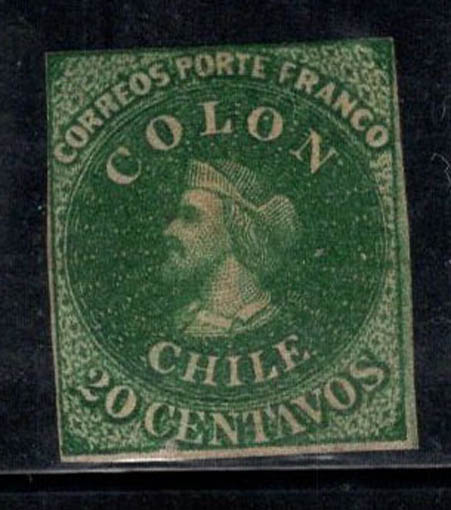 CORREOS PORTE FRANCO
COLON
CHILE
20 CENTAVOS